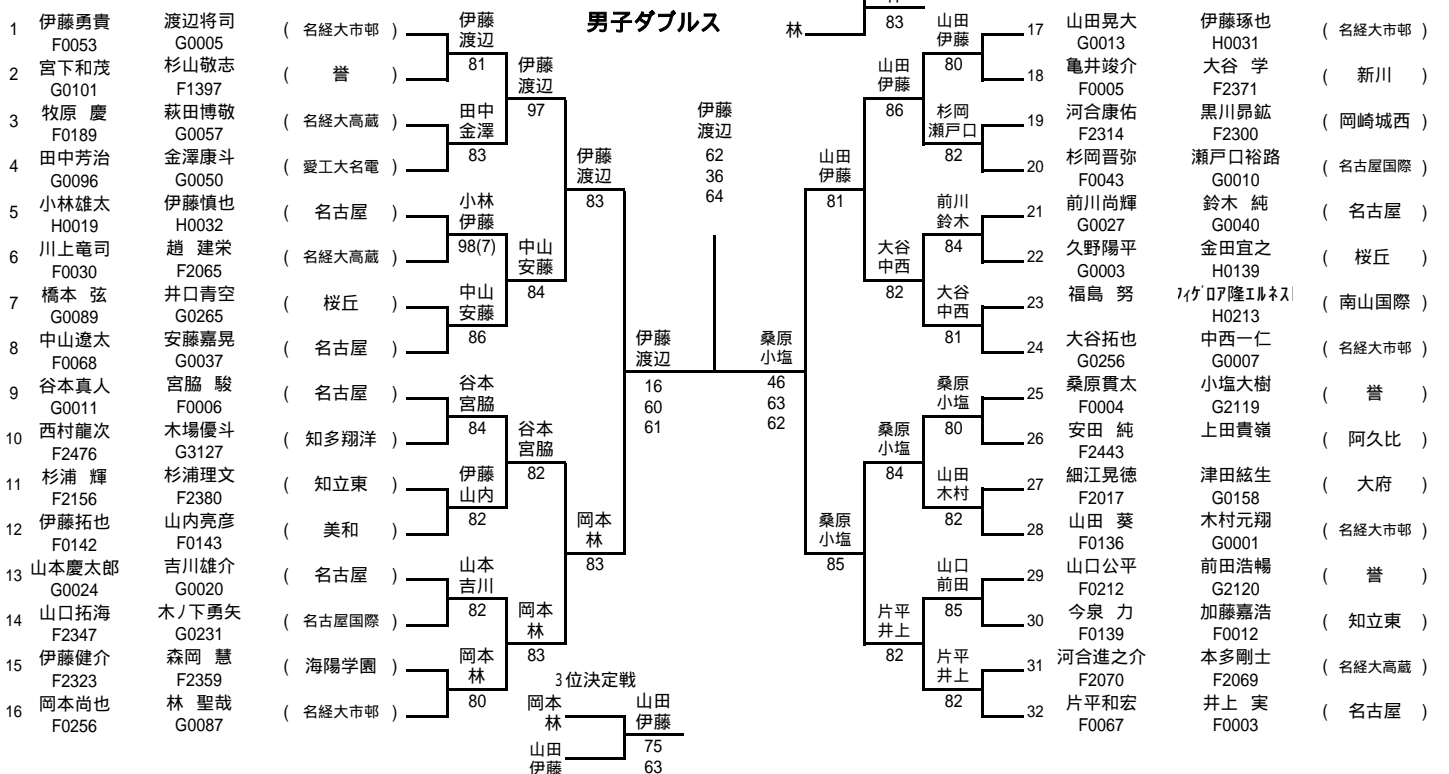 男子ダブルス
林 83
1 伊藤勇貴 渡辺将司 ( 名経大市邨 )
F0053 G0005
2 宮下和茂 杉山敬志 ( 誉 )
G0101 F1397
3 牧原 慶 萩田博敬 ( 名経大高蔵 )
F0189 G0057
4 田中芳治 金澤康斗 ( 愛工大名電 )
G0096 G0050
5 小林雄太 伊藤慎也 ( 名古屋 )
H0019 H0032
6 川上竜司 趙 建栄 ( 名経大高蔵 )
F0030 F2065
7 橋本 弦 井口青空 ( 桜丘 )
G0089 G0265
8 中山遼太 安藤嘉晃 ( 名古屋 )
F0068 G0037
9 谷本真人 宮脇 駿 ( 名古屋 )
G0011 F0006
10 西村龍次 木場優斗 ( 知多翔洋 )
F2476 G3127
11 杉浦 輝 杉浦理文 ( 知立東 )
F2156 F2380
12 伊藤拓也 山内亮彦 ( 美和 )
F0142 F0143
13 山本慶太郎 吉川雄介 ( 名古屋 )
G0024 G0020
14 山口拓海 木ノ下勇矢 ( 名古屋国際 )
F2347 G0231
15 伊藤健介 森岡 慧 ( 海陽学園 )
F2323 F2359
16 岡本尚也 林 聖哉 ( 名経大市邨 )
F0256 G0087
伊藤
渡辺
81
田中
金澤
83
小林
伊藤
98(7)
中山
安藤
86
谷本
宮脇
84
伊藤
山内
82
山本
吉川
82
岡本
林
80
伊藤
渡辺
97
中山
安藤
84
谷本
宮脇
82
岡本
林
83
伊藤
渡辺
83
岡本
林
83
伊藤
渡辺
16
60
61
伊藤
渡辺
62
36
64
桑原
小塩
46
63
62
山田
伊藤
81
桑原
小塩
85
山田
伊藤
86
大谷
中西
82
桑原
小塩
84
片平
井上
82
山田
伊藤
80
杉岡
瀬戸口
82
前川
鈴木
84
大谷
中西
81
桑原
小塩
80
山田
木村
82
山口
前田
85
片平
井上
82
17 山田晃大 伊藤琢也 ( 名経大市邨 )
G0013 H0031
18 亀井竣介 大谷 学 ( 新川 )
F0005 F2371
19 河合康佑 黒川昴鉱 ( 岡崎城西 )
F2314 F2300
20 杉岡晋弥 瀬戸口裕路 ( 名古屋国際 )
F0043 G0010
21 前川尚輝 鈴木 純 ( 名古屋 )
G0027 G0040
22 久野陽平 金田宜之 ( 桜丘 )
G0003 H0139
23 福島 努 ﾌｨｹﾞﾛｱ隆ｴﾙﾈｽ ( 南山国際 )
H0213
24 大谷拓也 中西一仁 ( 名経大市邨 )
G0256 G0007
25 桑原貫太 小塩大樹 ( 誉 )
F0004 G2119
26 安田 純 上田貴嶺 ( 阿久比 )
F2443
27 細江晃徳 津田絃生 ( 大府 )
F2017 G0158
28 山田 葵 木村元翔 ( 名経大市邨 )
F0136 G0001
29 山口公平 前田浩暢 ( 誉 )
F0212 G2120
30 今泉 力 加藤嘉浩 ( 知立東 )
F0139 F0012
31 河合進之介 本多剛士 ( 名経大高蔵 )
F2070 F2069
32 片平和宏 井上 実 ( 名古屋 )
F0067 F0003
3位決定戦
岡本
林
山田
伊藤
山田
伊藤
75
63